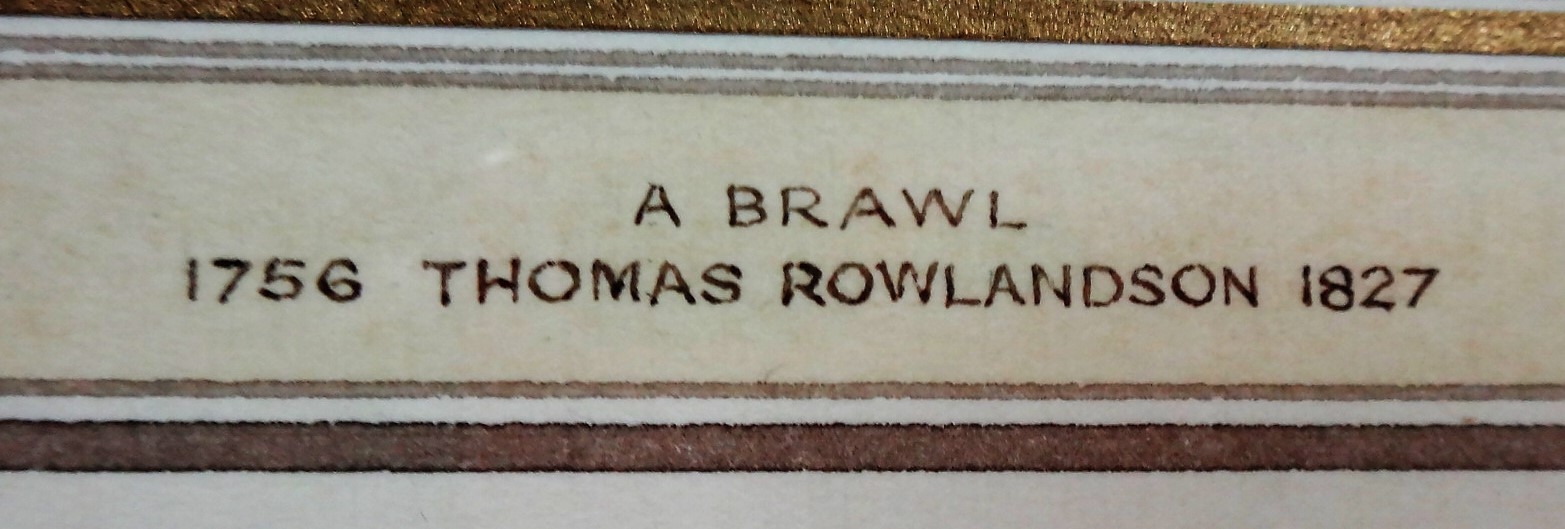 A BRAWL
1756 THOMAS ROWLANDSON 1827